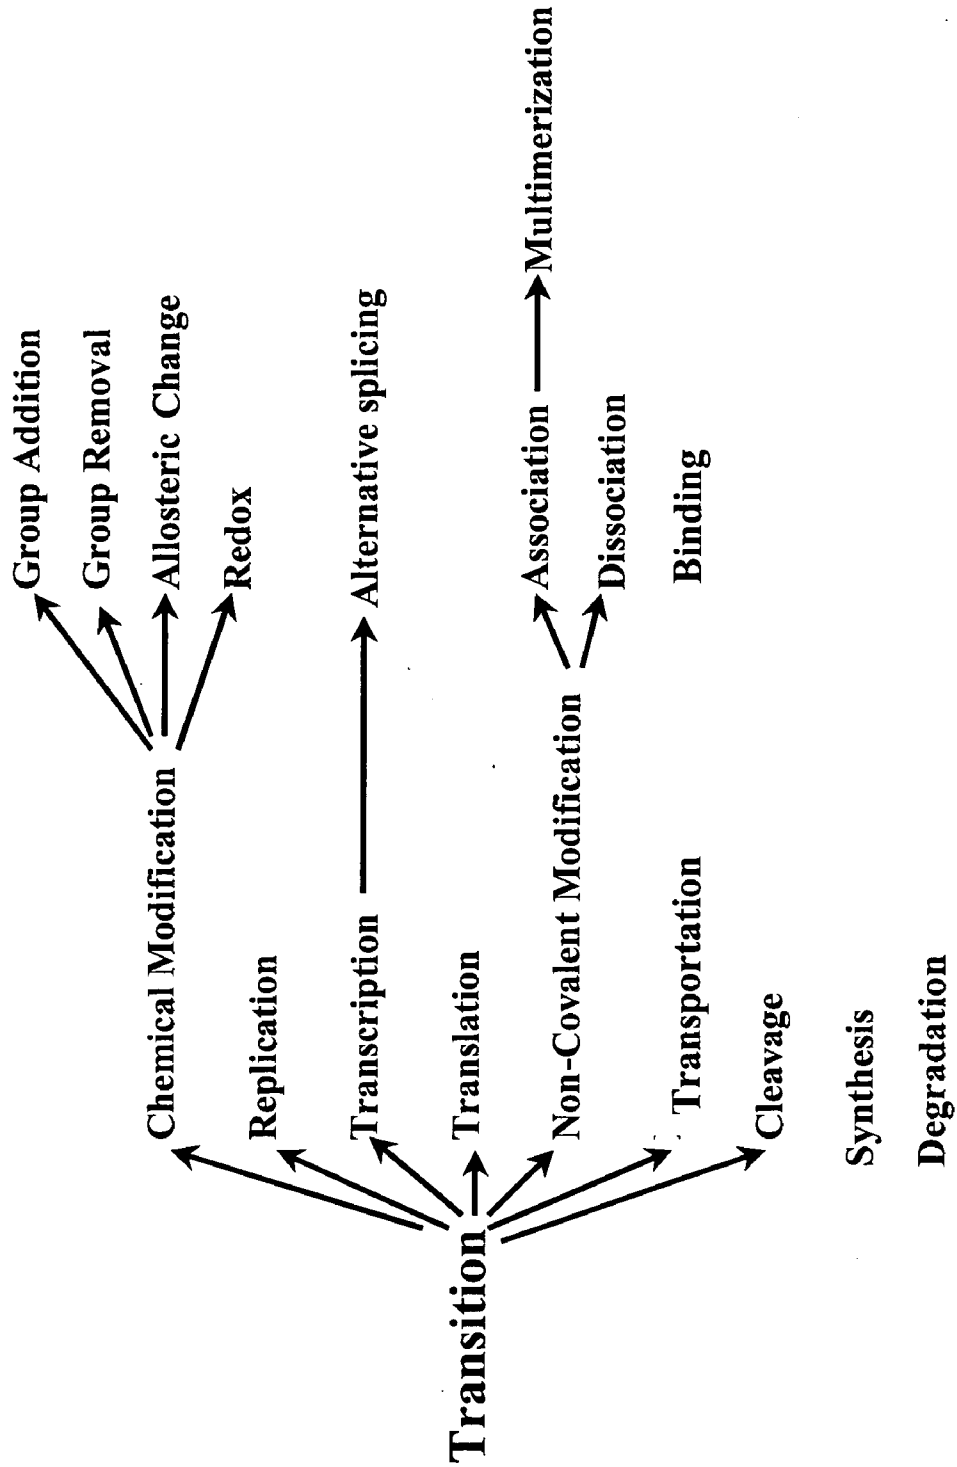 Transition
Chemical Modification
Group Addition
Group Removal
Allosteric Change
Redox
Replication
Transcription
Alternative splicing
Translation
Non-Covalent Modification
Association
Multimerization
Dissociation
Binding
Transportation
Cleavage
Synthesis
Degradation